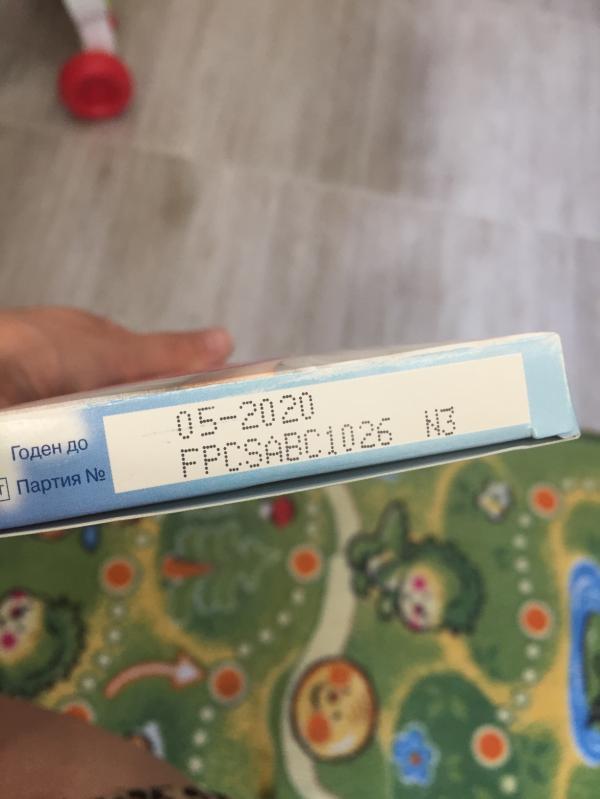 Годен до 05-2020
Партия № FPCSABC1026 N3